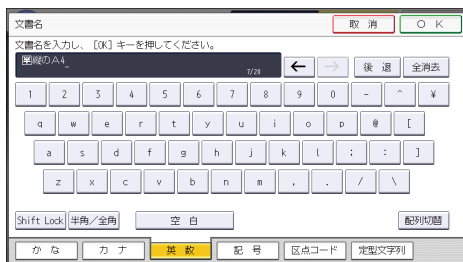 文書名 取 消 O K
文書名を入力し、［OK］キーを押してください。
縦のA4_
7/20 ← → 後 退 全消去
1 2 3 4 5 6 7 8 9 0 - ^ ¥
q w e r t y u i o p @ [
a s d f g h j k l ; : ]
z x c v b n m , . / \
Shift Lock 半角／全角 空 白 配列切替
か な カ ナ 英 数 記 号 区点コード 定型文字列